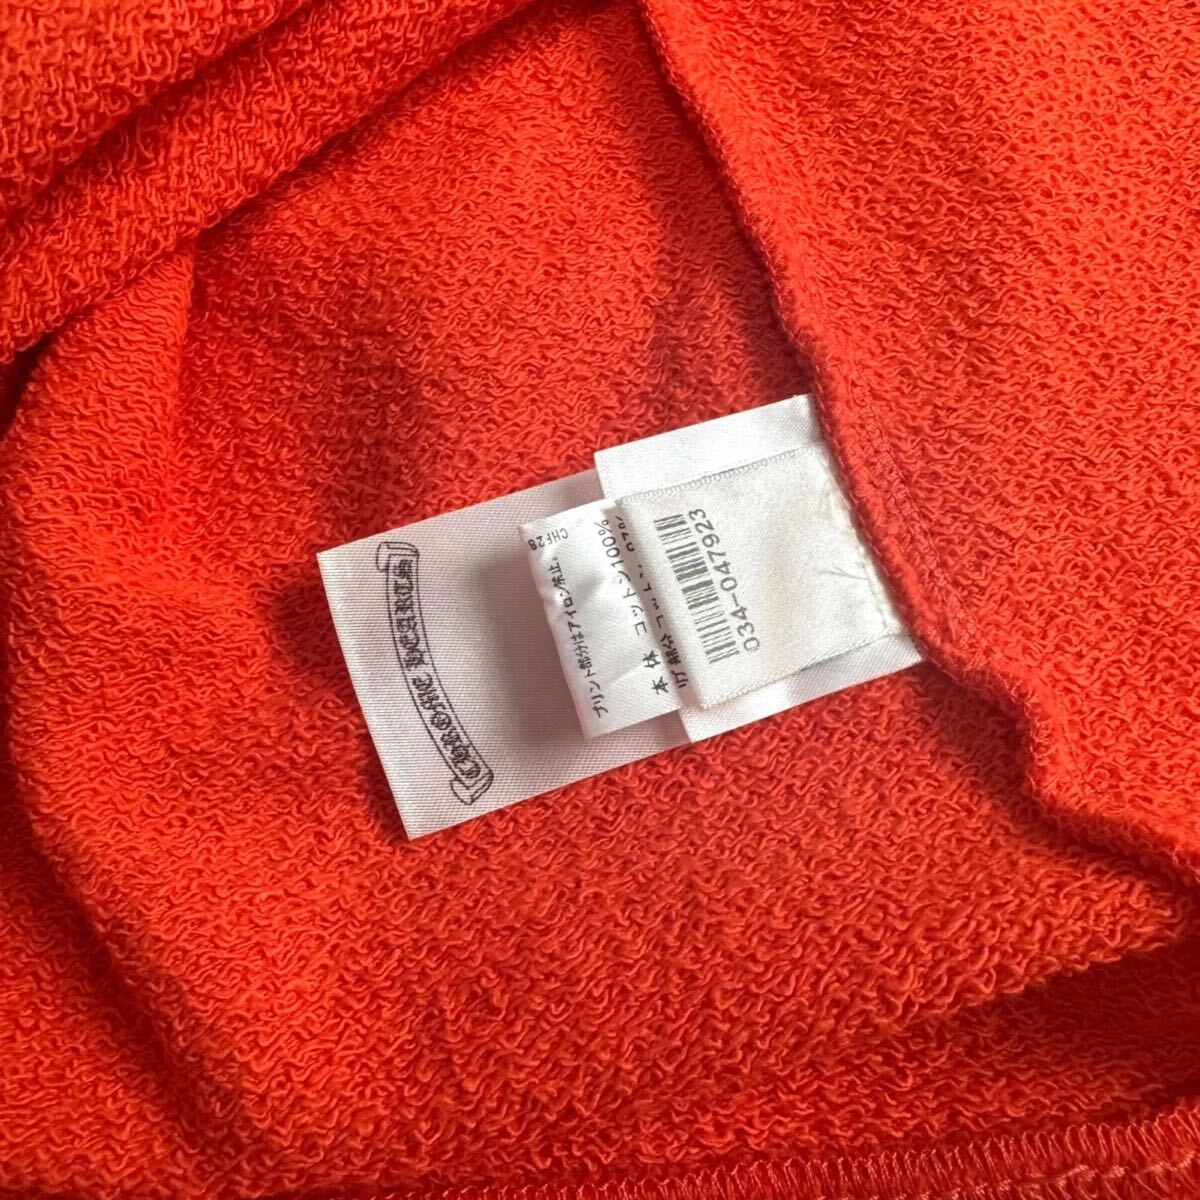 CHROME HEARTS
CHF28
プリント部分はアイロン禁止。
本 体 コットン100%
034-047923